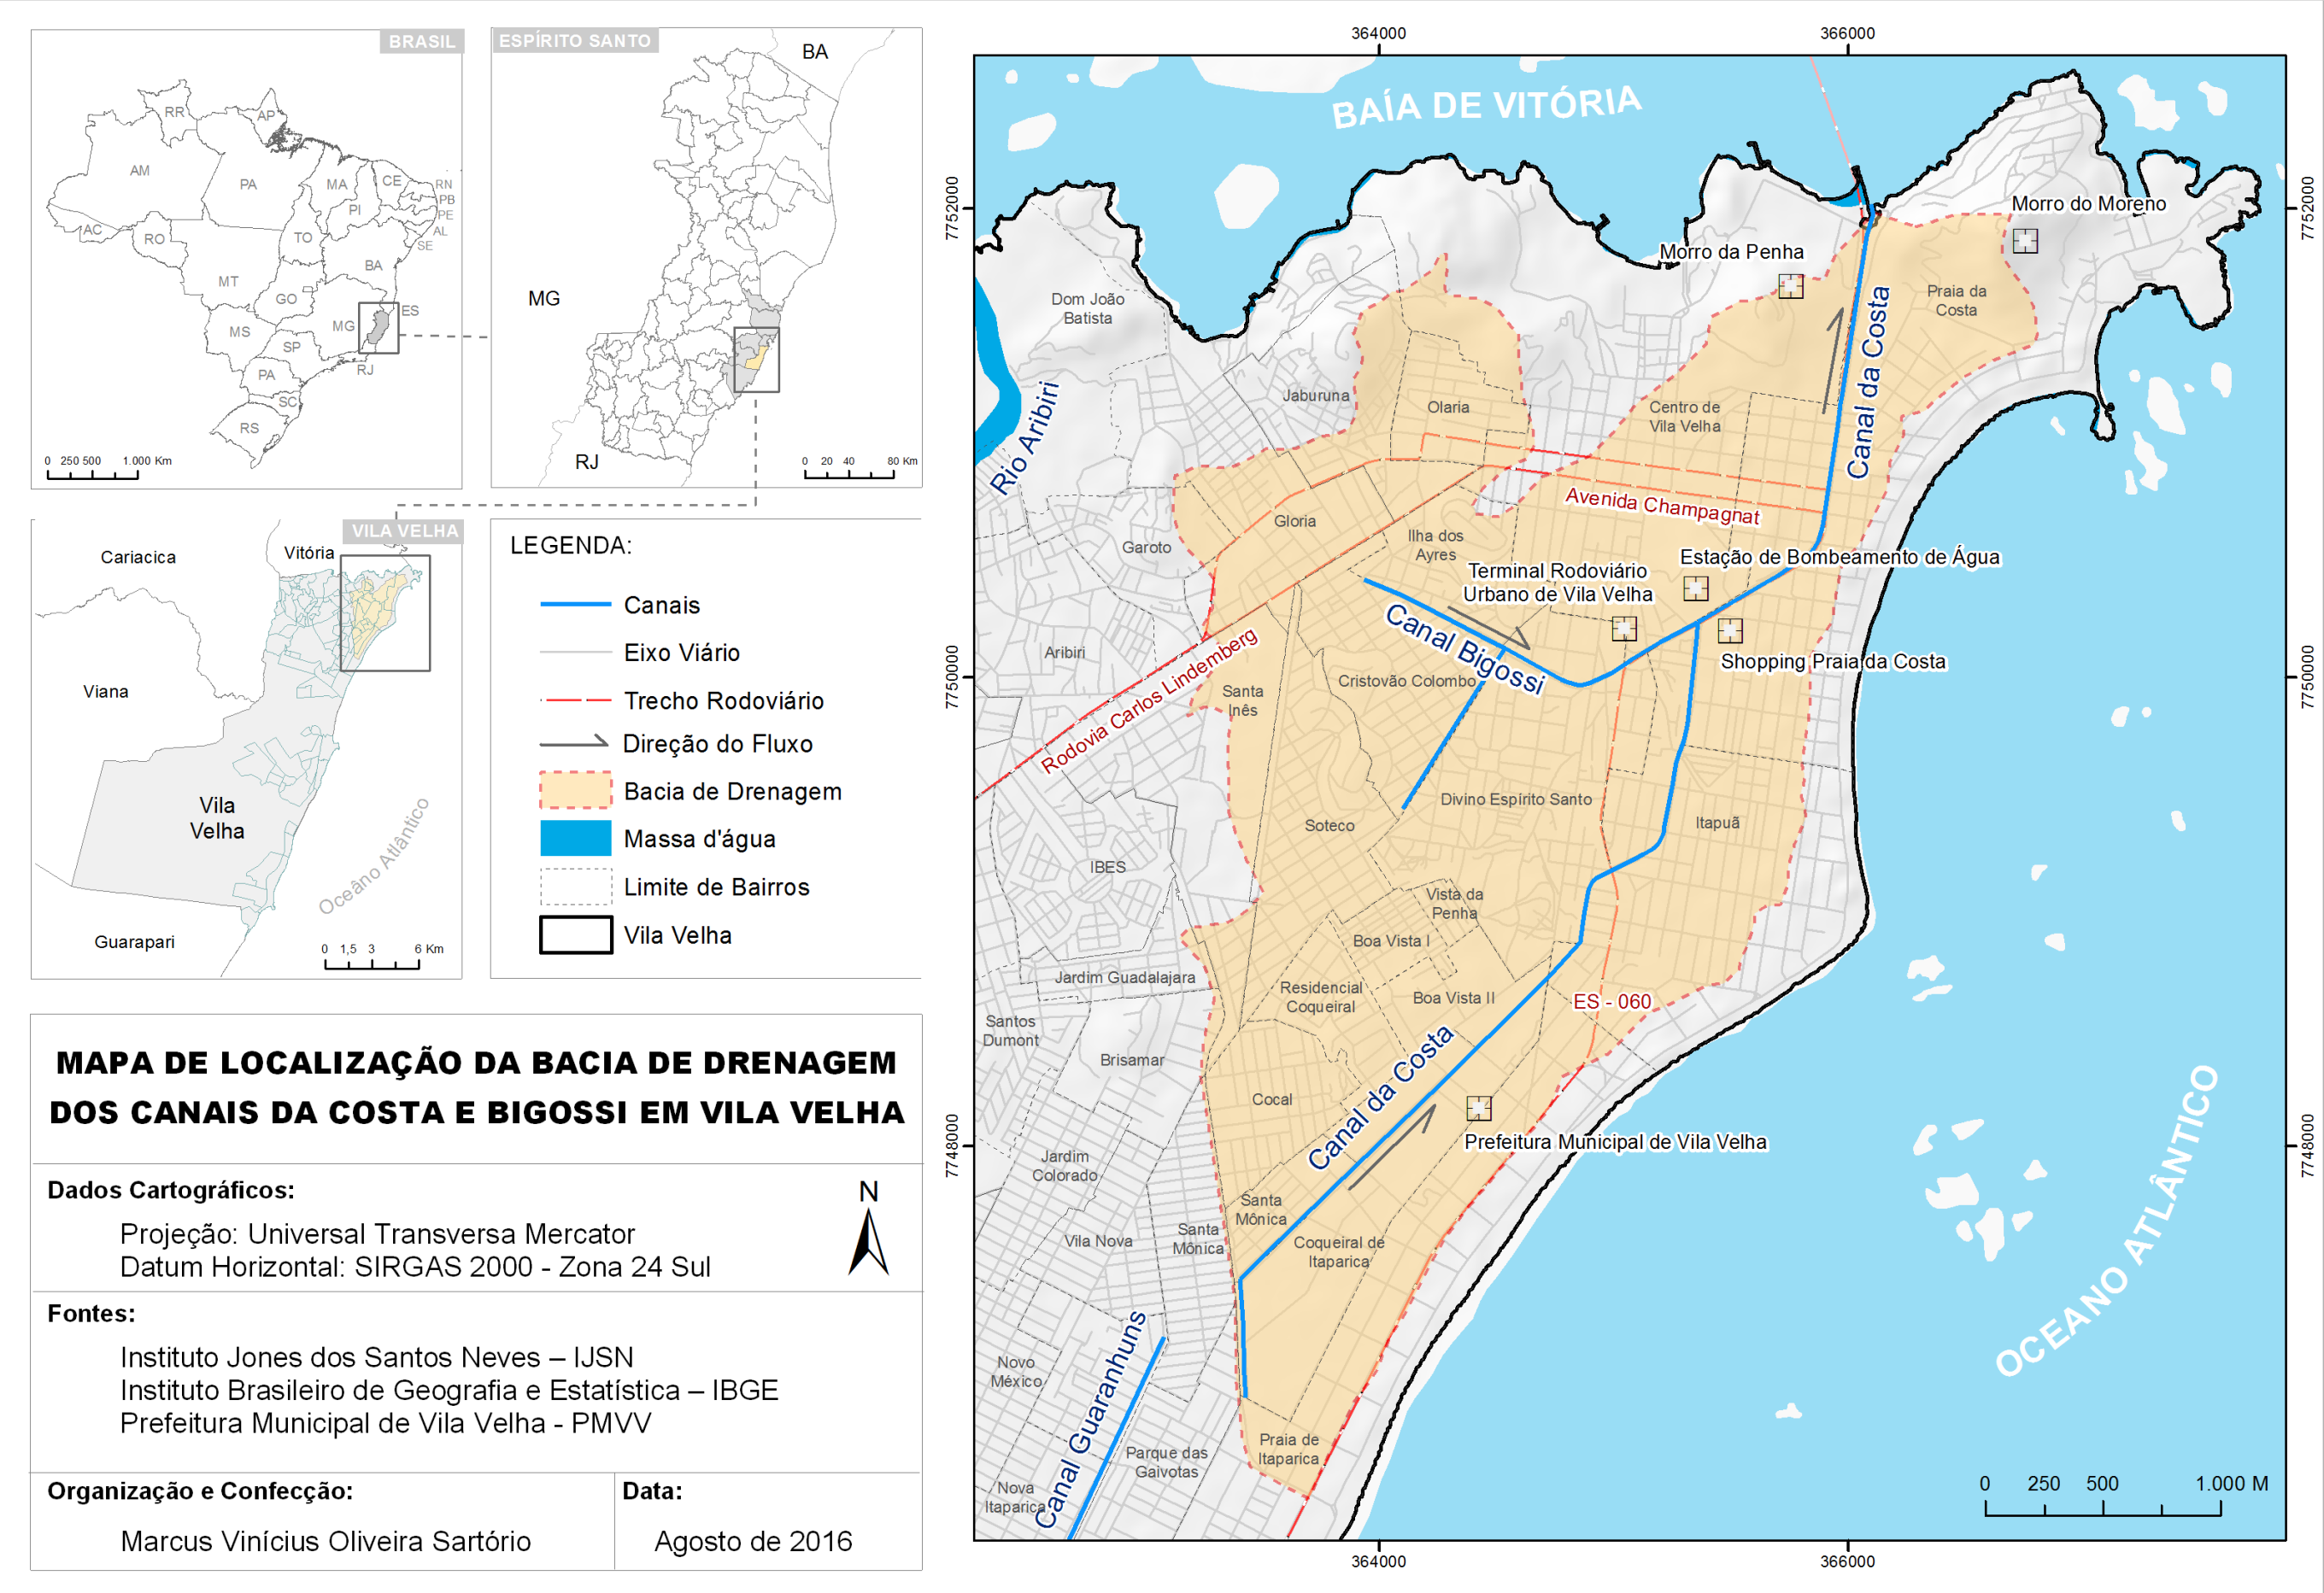 BRASIL
RR
AP
AM
PA
MA
CE
RN
PB
PE
AL
SE
PI
AC
RO
TO
BA
MT
GO
MS
MG
ES
SP
RJ
PA
SC
RS
0 250 500 1.000 Km
ESPÍRITO SANTO
BA
MG
RJ
0 20 40 80 Km
VILA VELHA
Cariacica
Vitória
Viana
Vila
Velha
Guarapari
Oceâno Atlântico
0 1,5 3 6 Km
LEGENDA:
Canais
Eixo Viário
Trecho Rodoviário
Direção do Fluxo
Bacia de Drenagem
Massa d'água
Limite de Bairros
Vila Velha
MAPA DE LOCALIZAÇÃO DA BACIA DE DRENAGEM
DOS CANAIS DA COSTA E BIGOSSI EM VILA VELHA
Dados Cartográficos:
Projeção: Universal Transversa Mercator
Datum Horizontal: SIRGAS 2000 - Zona 24 Sul
N
Fontes:
Instituto Jones dos Santos Neves – IJSN
Instituto Brasileiro de Geografia e Estatística – IBGE
Prefeitura Municipal de Vila Velha - PMVV
Organização e Confecção:
Marcus Vinícius Oliveira Sartório
Data:
Agosto de 2016
364000
366000
7752000
7752000
7750000
7750000
7748000
7748000
364000
366000
BAÍA DE VITÓRIA
Morro do Moreno
Morro da Penha
Praia da
Costa
Dom João
Batista
Rio Aribiri
Jaburuna
Olaria
Centro de
Vila Velha
Canal da Costa
Avenida Champagnat
Gloria
Garoto
Ilha dos
Ayres
Estação de Bombeamento de Água
Terminal Rodoviário
Urbano de Vila Velha
Canal Bigossi
Shopping Praia da Costa
Aribiri
Rodovia Carlos Lindemberg
Santa
Inês
Cristovão Colombo
Divino Espírito Santo
Soteco
Itapuã
IBES
Vista da
Penha
Boa Vista I
Jardim Guadalajara
Residencial
Coqueiral
Boa Vista II
ES - 060
Santos
Dumont
Brisamar
Cocal
Canal da Costa
Prefeitura Municipal de Vila Velha
Jardim
Colorado
Santa
Mônica
Santa
Mônica
Vila Nova
Coqueiral de
Itaparica
Novo
México
Canal Guaranhuns
Praia de
Itaparica
Parque das
Gaivotas
Nova
Itaparica
OCEANO ATLÂNTICO
0 250 500 1.000 M